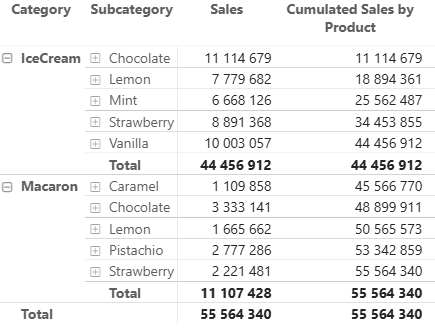 Category Subcategory Sales Cumulated Sales by
Product
IceCream Chocolate 11 114 679 11 114 679
Lemon 7 779 682 18 894 361
Mint 6 668 126 25 562 487
Strawberry 8 891 368 34 453 855
Vanilla 10 003 057 44 456 912
Total 44 456 912 44 456 912
Macaron Caramel 1 109 858 45 566 770
Chocolate 3 333 141 48 899 911
Lemon 1 665 662 50 565 573
Pistachio 2 777 286 53 342 859
Strawberry 2 221 481 55 564 340
Total 11 107 428 55 564 340
Total 55 564 340 55 564 340